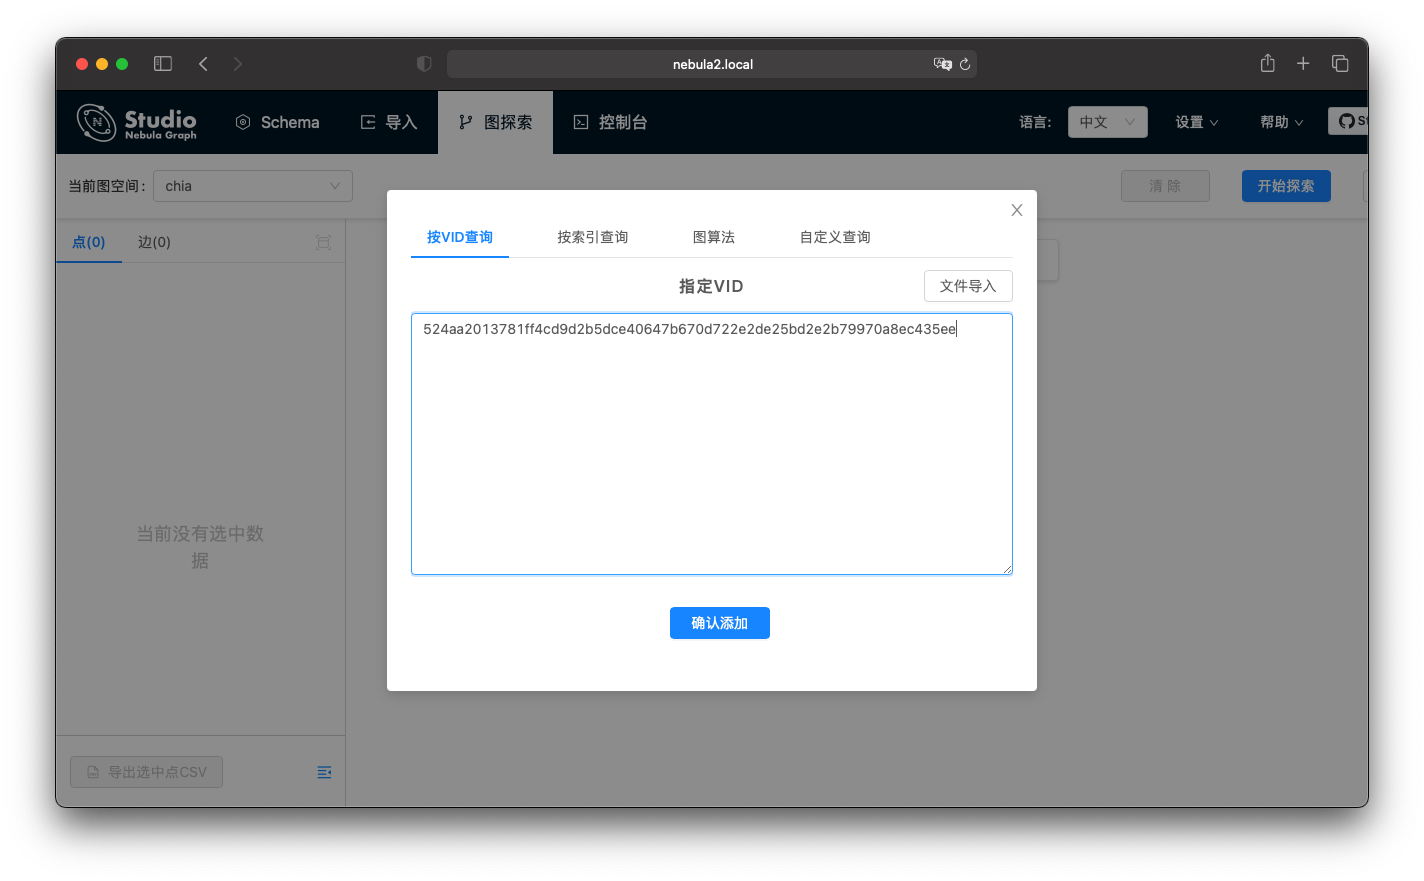 nebula2.local
Studio
Nebula Graph
Schema
导入
图探索
控制台
语言:
中文
设置
帮助
当前图空间:
chia
清 除
开始探索
点(0)
边(0)
按VID查询
按索引查询
图算法
自定义查询
指定VID
文件导入
524aa2013781ff4cd9d2b5dce40647b670d722e2de25bd2e2b79970a8ec435ee
当前没有选中数
据
确认添加
导出选中点CSV